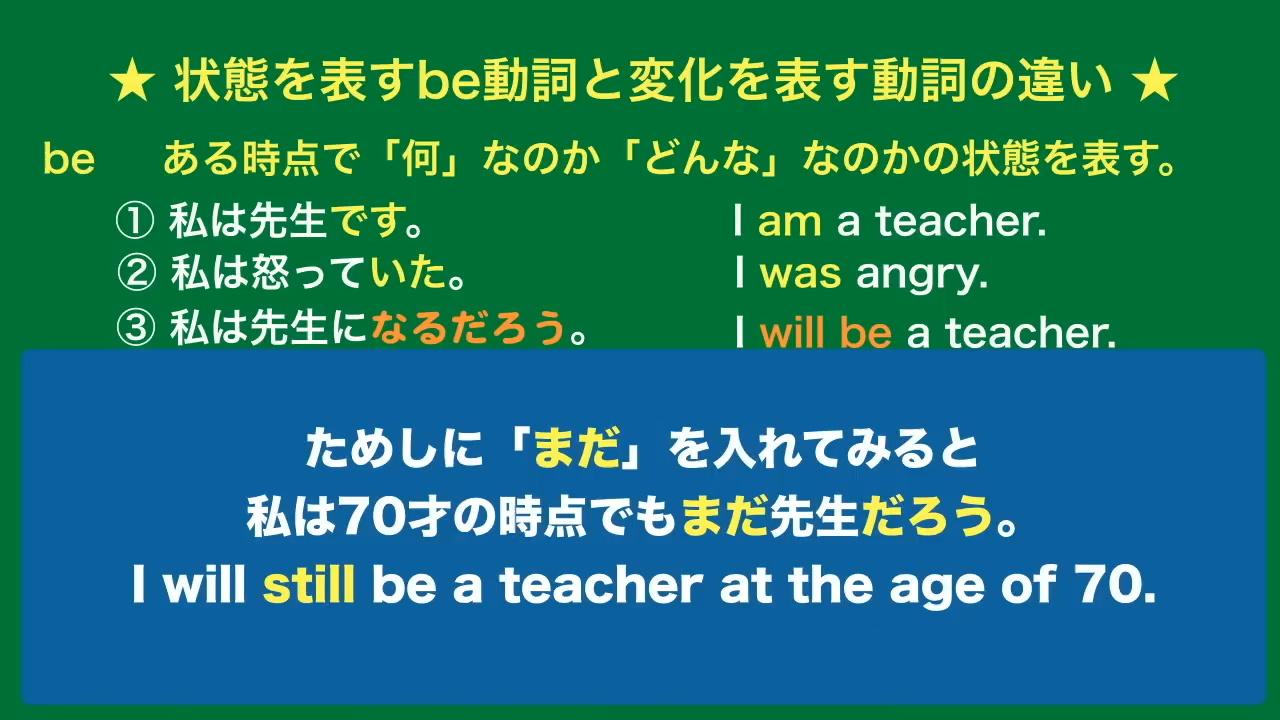 ★ 状態を表すbe動詞と変化を表す動詞の違い ★
be ある時点で「何」なのか「どんな」なのかの状態を表す。
① 私は先生です。 I am a teacher.
② 私は怒っていた。 I was angry.
③ 私は先生になるだろう。 I will be a teacher.
ためしに「まだ」を入れてみると
私は70才の時点でもまだ先生だろう。
I will still be a teacher at the age of 70.